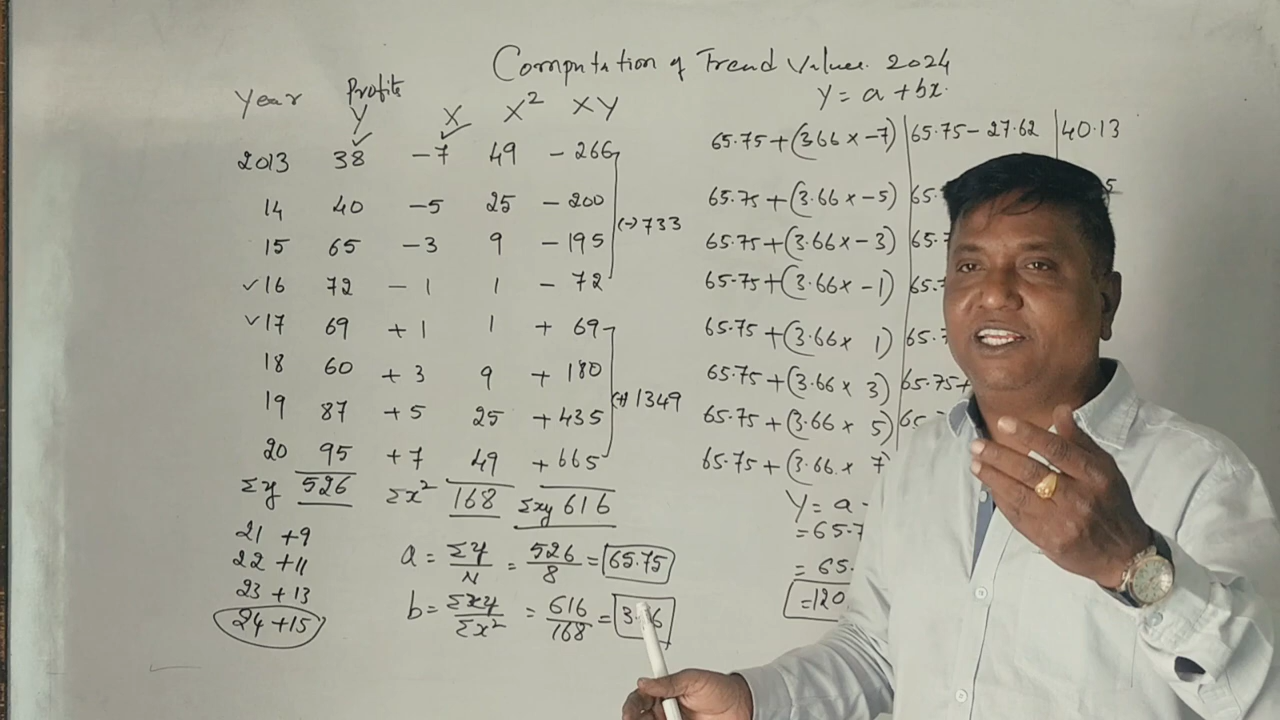 Computation of Trend Values. 2024
Year Profits Y X X² XY Y = a + bx.
2013 38 -7 49 - 266 65.75 + (3.66 x -7) 65.75 - 27.62 40.13
14 40 -5 25 - 200 65.75 + (3.66 x -5) 65.
(-) 733
15 65 -3 9 - 195 65.75 + (3.66 x - 3) 65.7
✓16 72 - 1 1 - 72 65.75 + (3.66 x -1) 65.7
✓17 69 + 1 1 + 69 65.75 + (3.66 x 1) 65.7
18 60 + 3 9 + 180 65.75 + (3.66 x 3) 65.75+
(+) 1349
19 87 + 5 25 + 435 65.75 + (3.66 x 5) 65.7
20 95 + 7 49 + 665 65.75 + (3.66. x 7
Σy 526 Σx² 168 Σxy 616
21 +9
22 +11
23 + 13
24 +15
a = Σy/N = 526/8 = 65.75
b = Σxy/Σx² = 616/168 =
Y = a
= 65.7
= 65.
= 120.